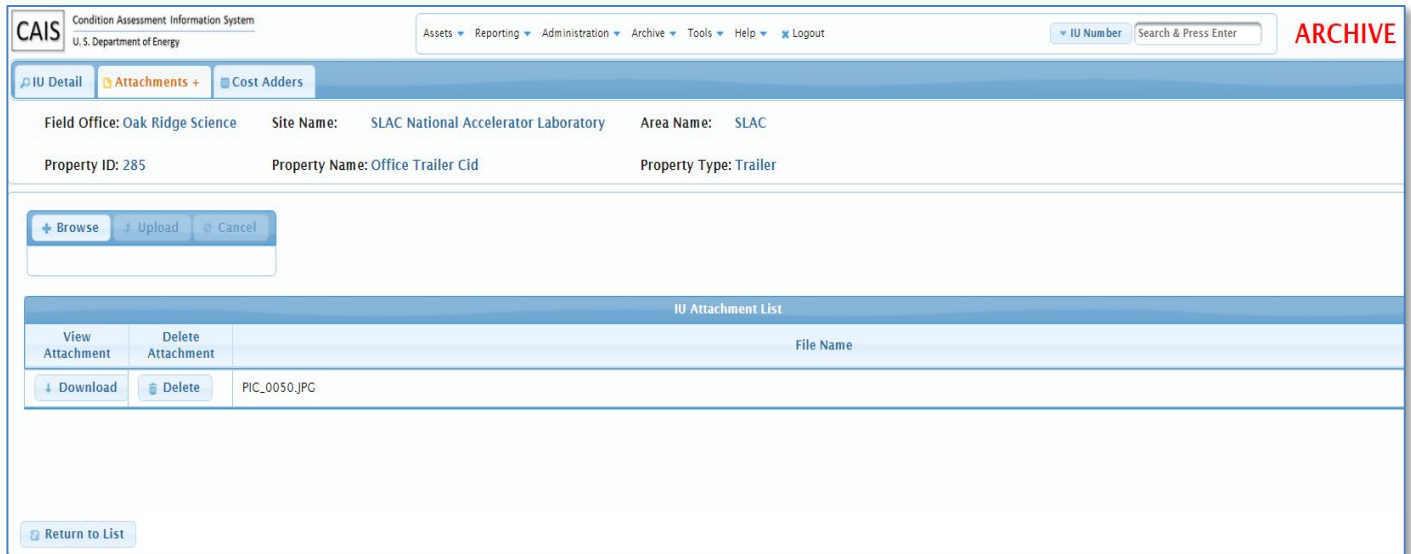 CAIS Condition Assessment Information System
U. S. Department of Energy
Assets Reporting Administration Archive Tools Help Logout
IU Number Search & Press Enter
ARCHIVE
IU Detail Attachments + Cost Adders
Field Office: Oak Ridge Science Site Name: SLAC National Accelerator Laboratory Area Name: SLAC
Property ID: 285 Property Name: Office Trailer Cid Property Type: Trailer
Browse Upload Cancel
IU Attachment List
View Attachment Delete Attachment File Name
Download Delete PIC_0050.JPG
Return to List